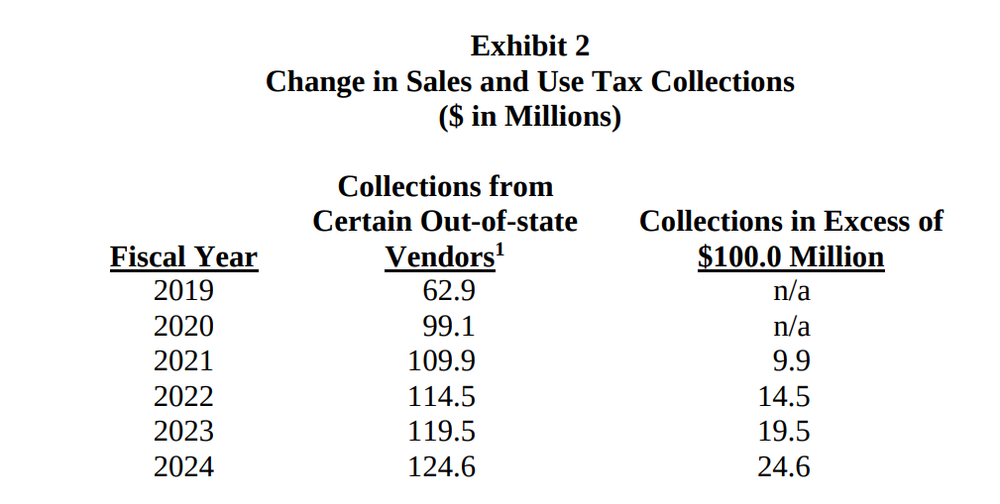 Exhibit 2
Change in Sales and Use Tax Collections
($ in Millions)
Collections from
Certain Out-of-state Collections in Excess of
Fiscal Year Vendors¹ $100.0 Million
2019 62.9 n/a
2020 99.1 n/a
2021 109.9 9.9
2022 114.5 14.5
2023 119.5 19.5
2024 124.6 24.6